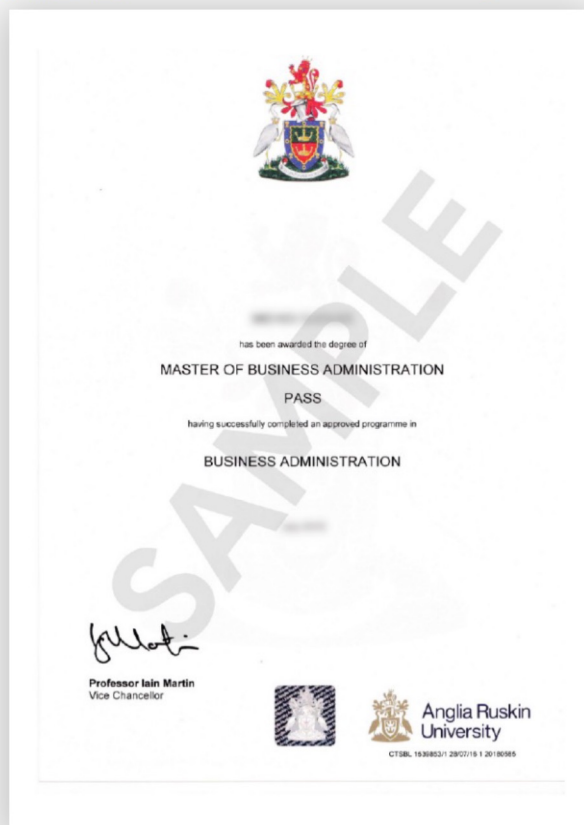 has been awarded the degree of
MASTER OF BUSINESS ADMINISTRATION
PASS
having successfully completed an approved programme in
BUSINESS ADMINISTRATION
SAMPLE
Professor Iain Martin
Vice Chancellor
Anglia Ruskin
University